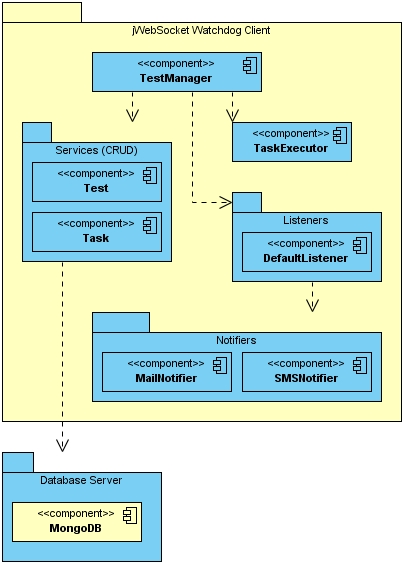 jWebSocket Watchdog Client
<<component>>
TestManager
<<component>>
TaskExecutor
Services (CRUD)
<<component>>
Test
<<component>>
Task
Listeners
<<component>>
DefaultListener
Notifiers
<<component>>
MailNotifier
<<component>>
SMSNotifier
Database Server
<<component>>
MongoDB